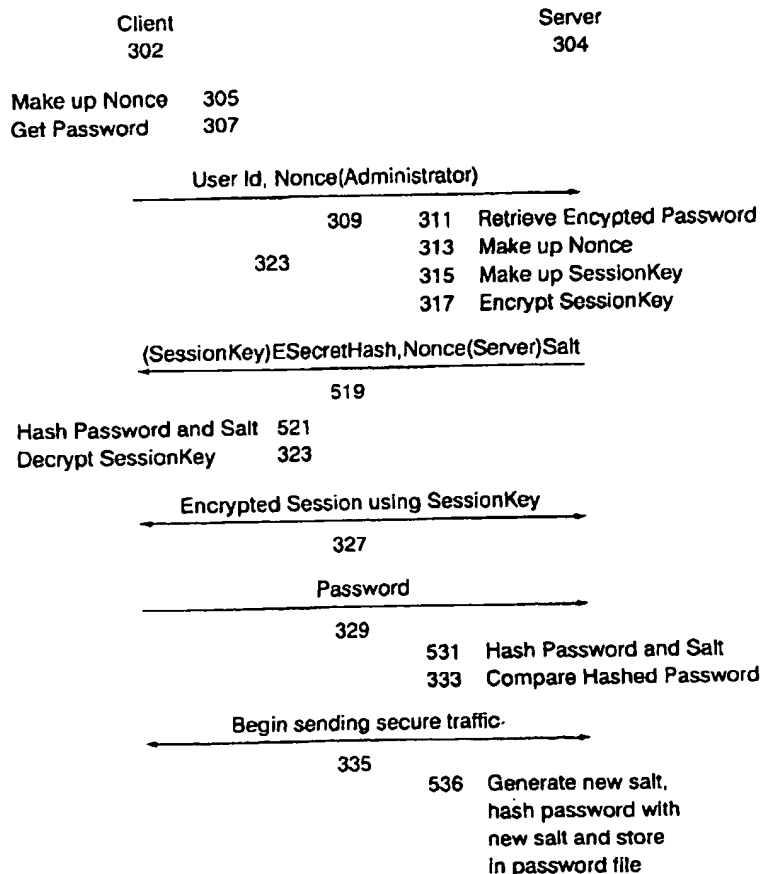 Client
302
Server
304
Make up Nonce 305
Get Password 307
User Id, Nonce(Administrator)
309
323
311 Retrieve Encypted Password
313 Make up Nonce
315 Make up SessionKey
317 Encrypt SessionKey
(SessionKey)ESecretHash,Nonce(Server)Salt
519
Hash Password and Salt 521
Decrypt SessionKey 323
Encrypted Session using SessionKey
327
Password
329
531 Hash Password and Salt
333 Compare Hashed Password
Begin sending secure traffic
335
536 Generate new salt,
hash password with
new salt and store
in password file